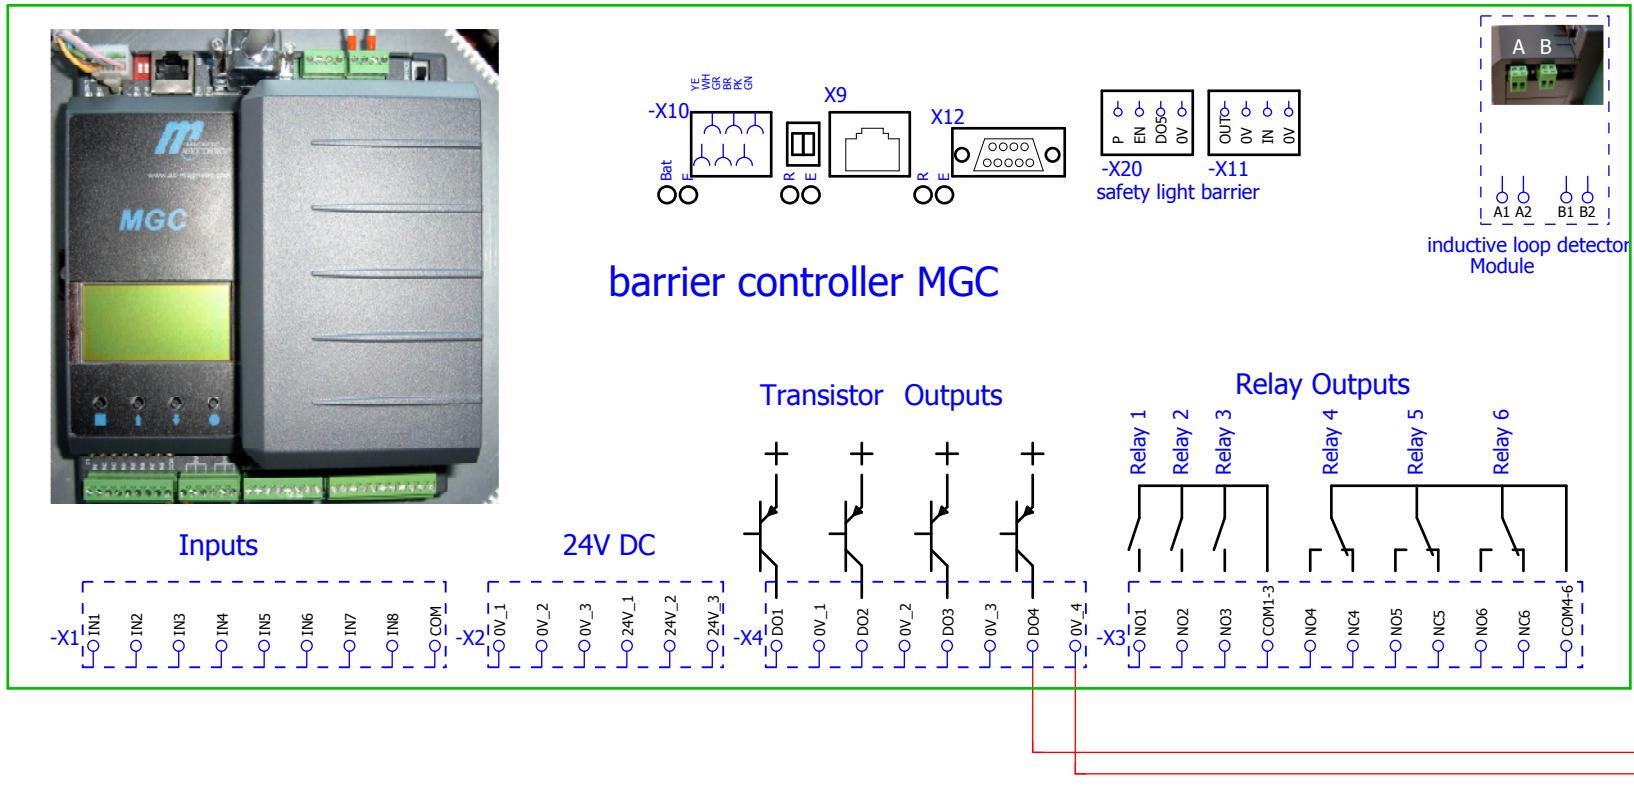 A B
MGC
YE
WH
GR
BR
PK
GN
-X10
X9
X12
P
EN
DO5
0V
OUT
0V
IN
0V
-X20
-X11
safety light barrier
Bat
F
R
E
R
E
A1 A2
B1 B2
inductive loop detector
Module
barrier controller MGC
Transistor Outputs
Relay Outputs
Relay 1
Relay 2
Relay 3
Relay 4
Relay 5
Relay 6
Inputs
24V DC
-X1
IN1
IN2
IN3
IN4
IN5
IN6
IN7
IN8
COM
-X2
0V_1
0V_2
0V_3
24V_1
24V_2
24V_3
-X4
DO1
0V_1
DO2
0V_2
DO3
0V_3
DO4
0V_4
-X3
NO1
NO2
NO3
COM1-3
NO4
NC4
NO5
NC5
NO6
NC6
COM4-6